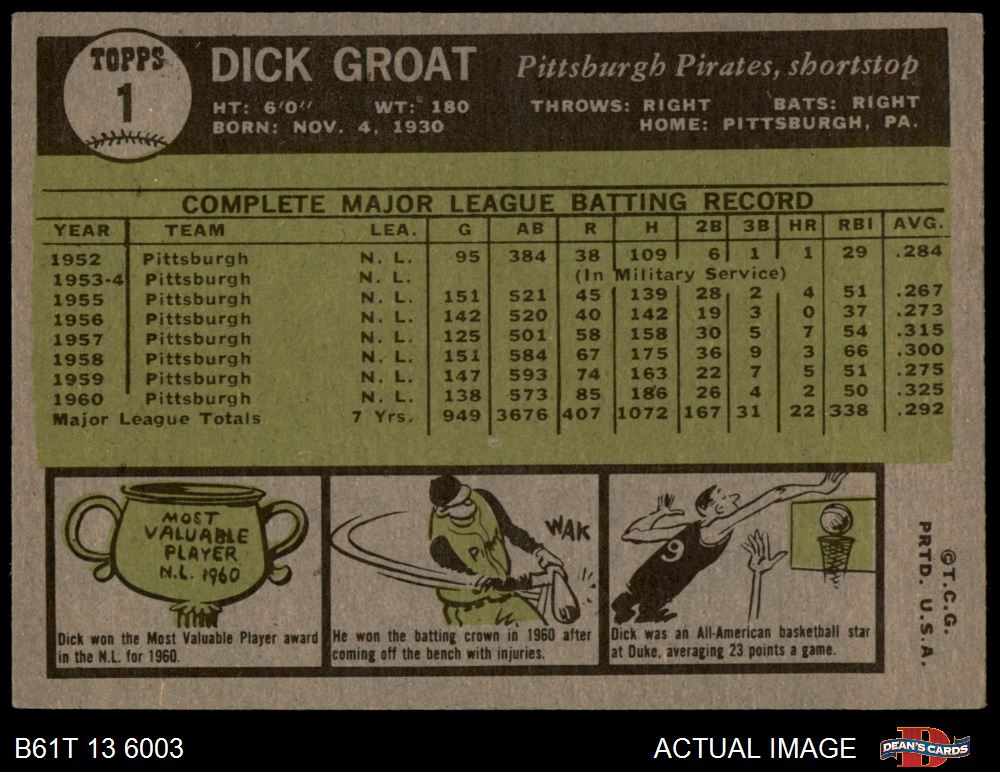 TOPPS
1
DICK GROAT Pittsburgh Pirates, shortstop
HT: 6'0" WT: 180 THROWS: RIGHT BATS: RIGHT
BORN: NOV. 4, 1930 HOME: PITTSBURGH, PA.
COMPLETE MAJOR LEAGUE BATTING RECORD
YEAR TEAM LEA. G AB R H 2B 3B HR RBI AVG.
1952 Pittsburgh N. L. 95 384 38 109 6 1 1 29 .284
1953-4 Pittsburgh N. L. (In Military Service)
1955 Pittsburgh N. L. 151 521 45 139 28 2 4 51 .267
1956 Pittsburgh N. L. 142 520 40 142 19 3 0 37 .273
1957 Pittsburgh N. L. 125 501 58 158 30 5 7 54 .315
1958 Pittsburgh N. L. 151 584 67 175 36 9 3 66 .300
1959 Pittsburgh N. L. 147 593 74 163 22 7 5 51 .275
1960 Pittsburgh N. L. 138 573 85 186 26 4 2 50 .325
Major League Totals 7 Yrs. 949 3676 407 1072 167 31 22 338 .292
MOST
VALUABLE
PLAYER
N.L. 1960
Dick won the Most Valuable Player award
in the N.L. for 1960.
WAK
He won the batting crown in 1960 after
coming off the bench with injuries.
9
Dick was an All-American basketball star
at Duke, averaging 23 points a game.
©T.C.G.
PRTD. U.S.A.
B61T 13 6003 ACTUAL IMAGE DEAN'S CARDS